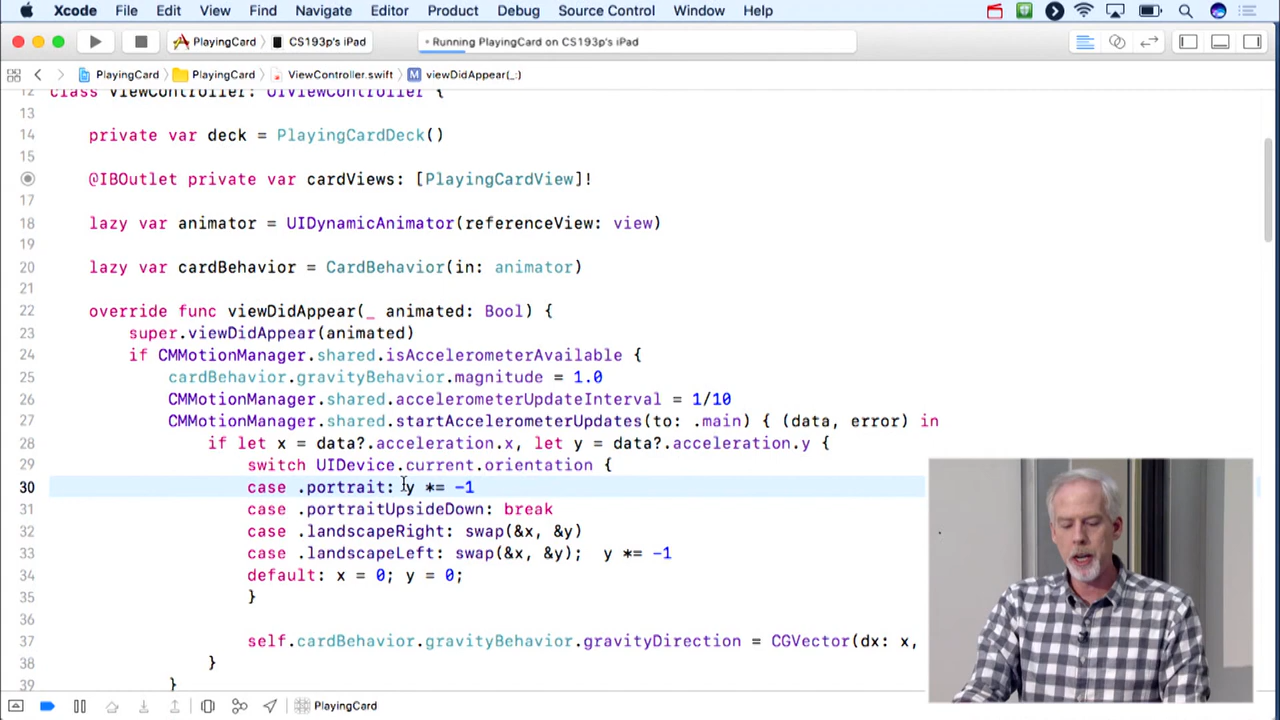 Xcode File Edit View Find Navigate Editor Product Debug Source Control Window Help
PlayingCard CS193p's iPad Running PlayingCard on CS193p's iPad
PlayingCard PlayingCard ViewController.swift M viewDidAppear(_:)
12 class ViewController: UIViewController {
13
14 private var deck = PlayingCardDeck()
15
@IBOutlet private var cardViews: [PlayingCardView]!
17
18 lazy var animator = UIDynamicAnimator(referenceView: view)
19
20 lazy var cardBehavior = CardBehavior(in: animator)
21
22 override func viewDidAppear(_ animated: Bool) {
23 super.viewDidAppear(animated)
24 if CMMotionManager.shared.isAccelerometerAvailable {
25 cardBehavior.gravityBehavior.magnitude = 1.0
26 CMMotionManager.shared.accelerometerUpdateInterval = 1/10
27 CMMotionManager.shared.startAccelerometerUpdates(to: .main) { (data, error) in
28 if let x = data?.acceleration.x, let y = data?.acceleration.y {
29 switch UIDevice.current.orientation {
30 case .portrait: y *= -1
31 case .portraitUpsideDown: break
32 case .landscapeRight: swap(&x, &y)
33 case .landscapeLeft: swap(&x, &y); y *= -1
34 default: x = 0; y = 0;
35 }
36
37 self.cardBehavior.gravityBehavior.gravityDirection = CGVector(dx: x,
38 }
39 }
PlayingCard